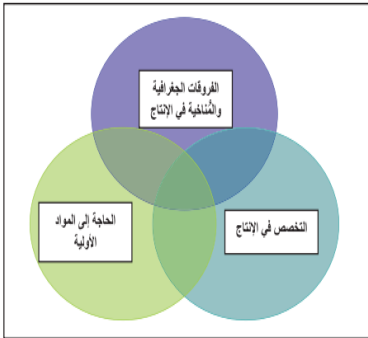 الفروقات الجغرافية
والمُناخية في الإنتاج
الحاجة إلى المواد
الأولية
التخصص في الإنتاج